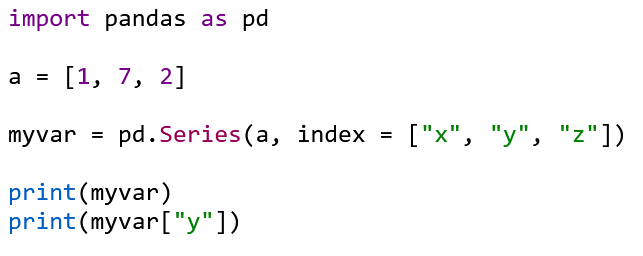 import pandas as pd
a = [1, 7, 2]
myvar = pd.Series(a, index = ["x", "y", "z"])
print(myvar)
print(myvar["y"])